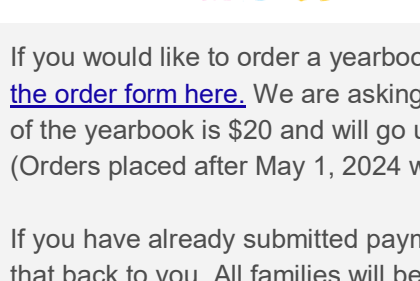 If you would like to order a yearboo
the order form here. We are asking
of the yearbook is $20 and will go
(Orders placed after May 1, 2024
If you have already submitted paym
that back to you. All families will be